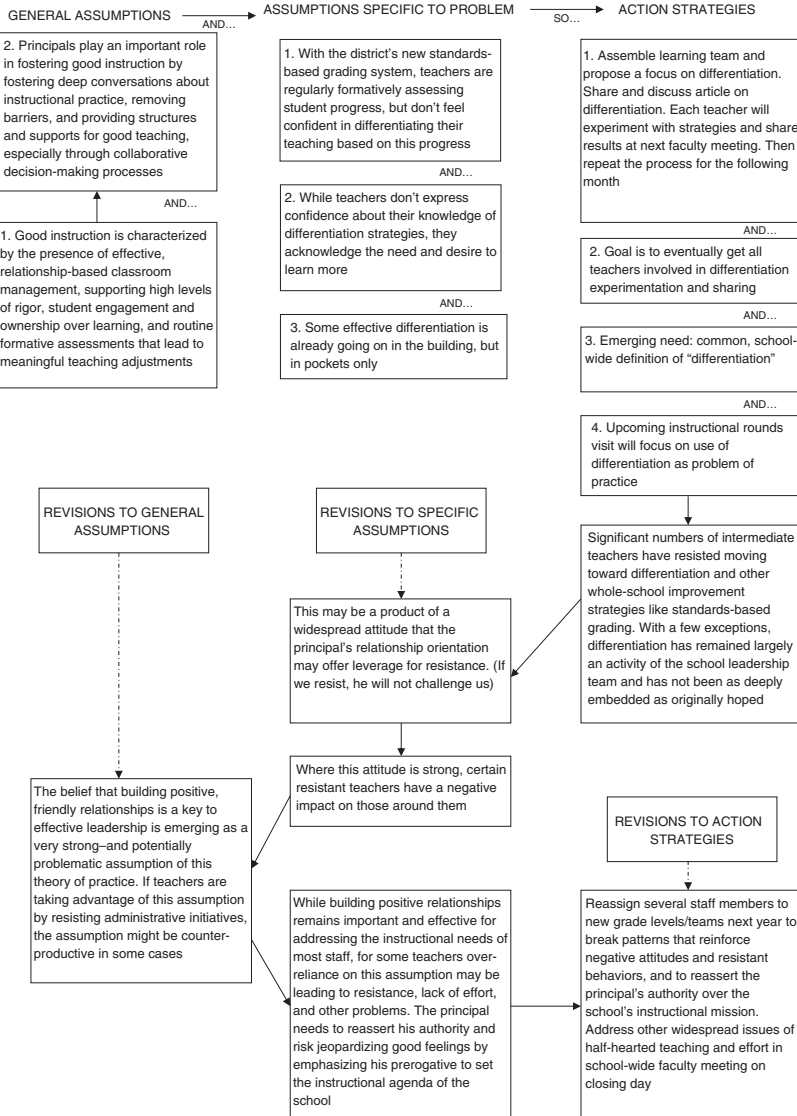 GENERAL ASSUMPTIONS
AND…
ASSUMPTIONS SPECIFIC TO PROBLEM
SO…
ACTION STRATEGIES
2. Principals play an important role
in fostering good instruction by
fostering deep conversations about
instructional practice, removing
barriers, and providing structures
and supports for good teaching,
especially through collaborative
decision-making processes
AND…
1. Good instruction is characterized
by the presence of effective,
relationship-based classroom
management, supporting high levels
of rigor, student engagement and
ownership over learning, and routine
formative assessments that lead to
meaningful teaching adjustments
1. With the district's new standards-
based grading system, teachers are
regularly formatively assessing
student progress, but don't feel
confident in differentiating their
teaching based on this progress
AND…
2. While teachers don't express
confidence about their knowledge of
differentiation strategies, they
acknowledge the need and desire to
learn more
AND…
3. Some effective differentiation is
already going on in the building, but
in pockets only
1. Assemble learning team and
propose a focus on differentiation.
Share and discuss article on
differentiation. Each teacher will
experiment with strategies and share
results at next faculty meeting. Then
repeat the process for the following
month
AND…
2. Goal is to eventually get all
teachers involved in differentiation
experimentation and sharing
AND…
3. Emerging need: common, school-
wide definition of "differentiation"
AND…
4. Upcoming instructional rounds
visit will focus on use of
differentiation as problem of
practice
Significant numbers of intermediate
teachers have resisted moving
toward differentiation and other
whole-school improvement
strategies like standards-based
grading. With a few exceptions,
differentiation has remained largely
an activity of the school leadership
team and has not been as deeply
embedded as originally hoped
REVISIONS TO GENERAL
ASSUMPTIONS
REVISIONS TO SPECIFIC
ASSUMPTIONS
This may be a product of a
widespread attitude that the
principal's relationship orientation
may offer leverage for resistance. (If
we resist, he will not challenge us)
Where this attitude is strong, certain
resistant teachers have a negative
impact on those around them
The belief that building positive,
friendly relationships is a key to
effective leadership is emerging as a
very strong–and potentially
problematic assumption of this
theory of practice. If teachers are
taking advantage of this assumption
by resisting administrative initiatives,
the assumption might be counter-
productive in some cases
While building positive relationships
remains important and effective for
addressing the instructional needs of
most staff, for some teachers over-
reliance on this assumption may be
leading to resistance, lack of effort,
and other problems. The principal
needs to reassert his authority and
risk jeopardizing good feelings by
emphasizing his prerogative to set
the instructional agenda of the
school
REVISIONS TO ACTION
STRATEGIES
Reassign several staff members to
new grade levels/teams next year to
break patterns that reinforce
negative attitudes and resistant
behaviors, and to reassert the
principal's authority over the
school's instructional mission.
Address other widespread issues of
half-hearted teaching and effort in
school-wide faculty meeting on
closing day